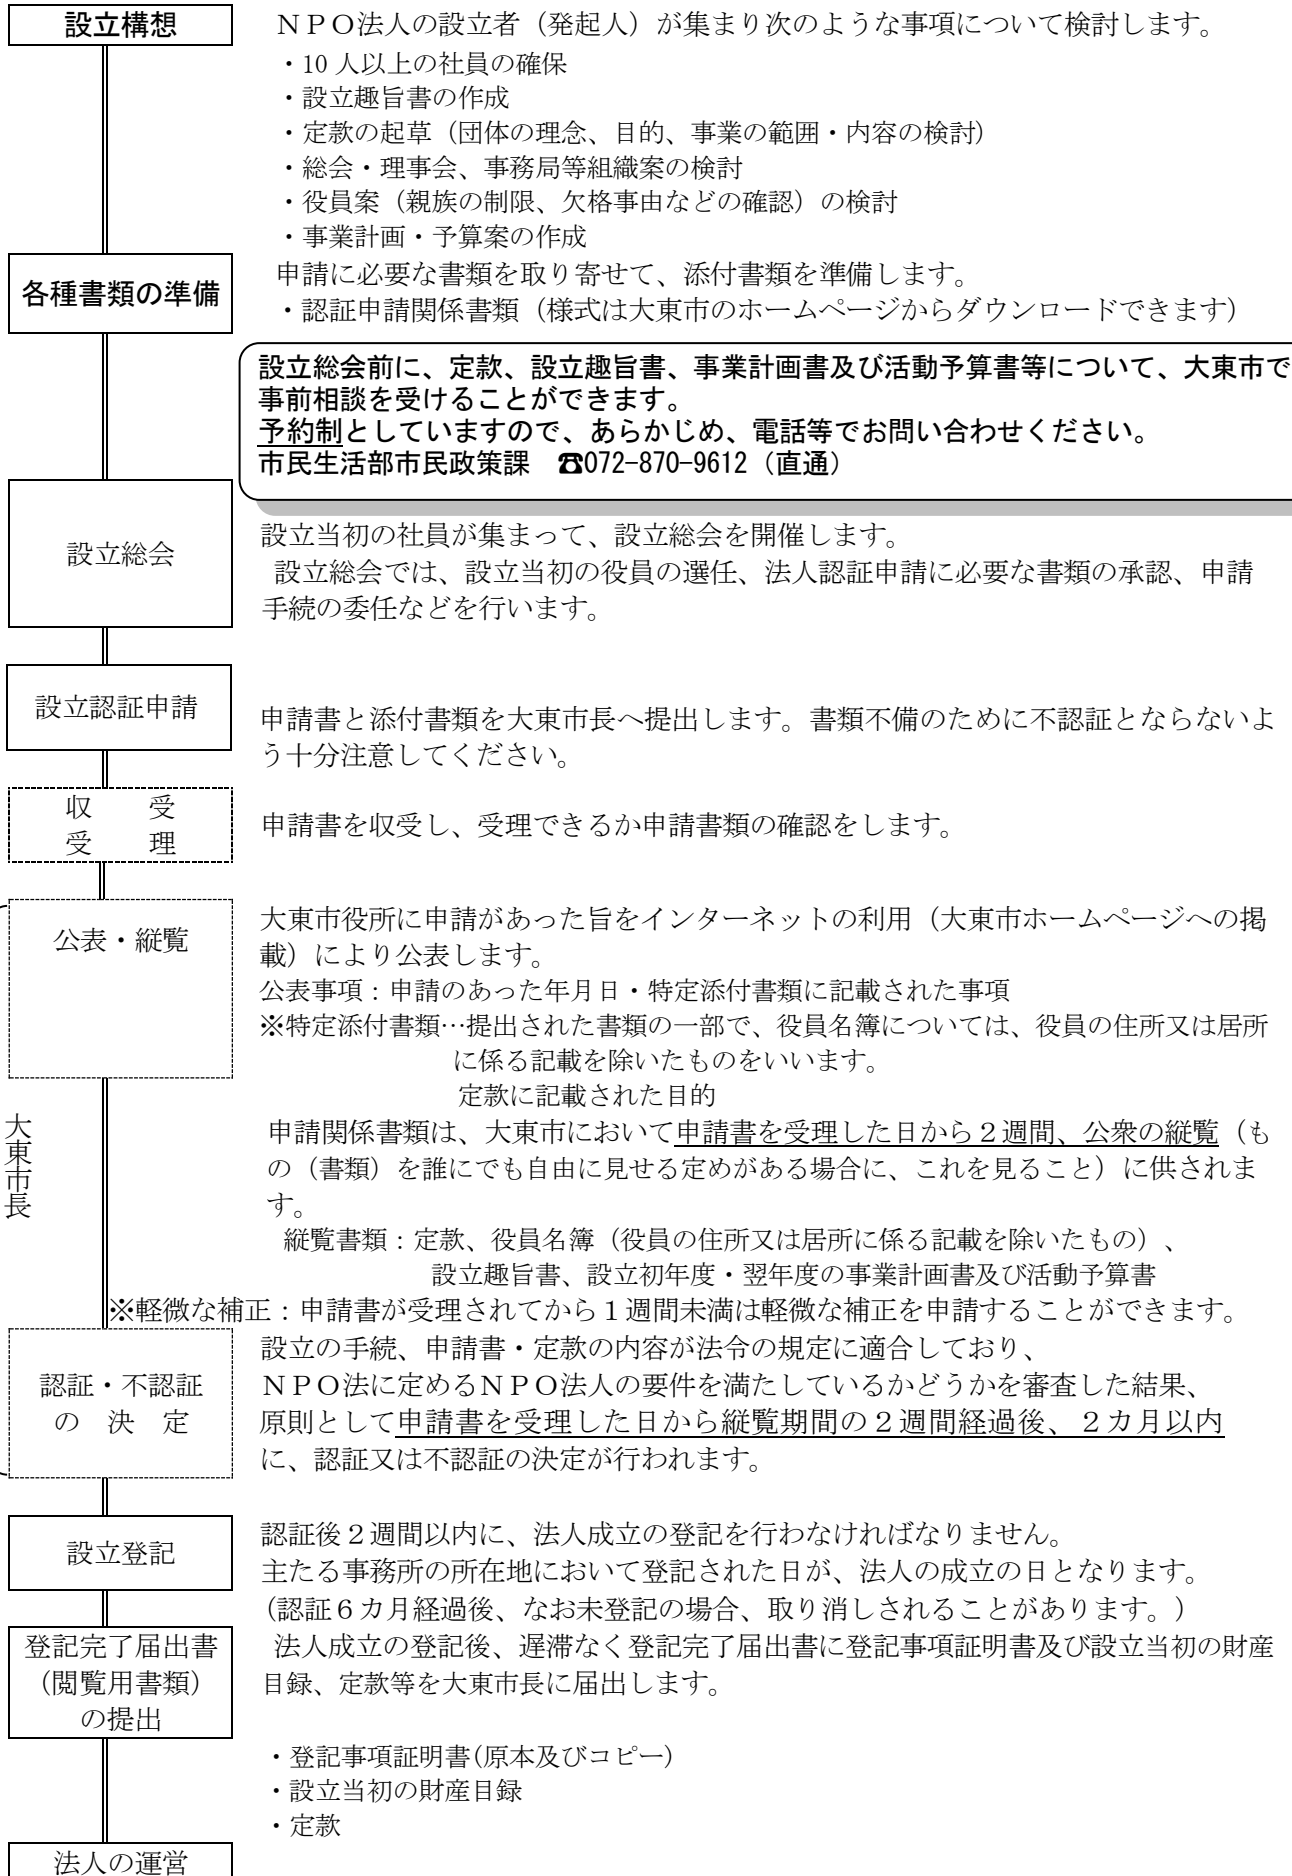 設立構想
ＮＰＯ法人の設立者（発起人）が集まり次のような事項について検討します。
・10 人以上の社員の確保
・設立趣旨書の作成
・定款の起草（団体の理念、目的、事業の範囲・内容の検討）
・総会・理事会、事務局等組織案の検討
・役員案（親族の制限、欠格事由などの確認）の検討
・事業計画・予算案の作成
各種書類の準備
申請に必要な書類を取り寄せて、添付書類を準備します。
・認証申請関係書類（様式は大東市のホームページからダウンロードできます）
設立総会前に、定款、設立趣旨書、事業計画書及び活動予算書等について、大東市で
事前相談を受けることができます。
予約制としていますので、あらかじめ、電話等でお問い合わせください。
市民生活部市民政策課　☎072-870-9612（直通）
設立総会
設立当初の社員が集まって、設立総会を開催します。
設立総会では、設立当初の役員の選任、法人認証申請に必要な書類の承認、申請
手続の委任などを行います。
設立認証申請
申請書と添付書類を大東市長へ提出します。書類不備のために不認証とならないよ
う十分注意してください。
収　　受
受　　理
申請書を収受し、受理できるか申請書類の確認をします。
大東市長
公表・縦覧
大東市役所に申請があった旨をインターネットの利用（大東市ホームページへの掲
載）により公表します。
公表事項：申請のあった年月日・特定添付書類に記載された事項
※特定添付書類…提出された書類の一部で、役員名簿については、役員の住所又は居所
に係る記載を除いたものをいいます。
定款に記載された目的
申請関係書類は、大東市において申請書を受理した日から２週間、公衆の縦覧（も
の（書類）を誰にでも自由に見せる定めがある場合に、これを見ること）に供されま
す。
縦覧書類：定款、役員名簿（役員の住所又は居所に係る記載を除いたもの）、
設立趣旨書、設立初年度・翌年度の事業計画書及び活動予算書
※軽微な補正：申請書が受理されてから１週間未満は軽微な補正を申請することができます。
認証・不認証
の　決　定
設立の手続、申請書・定款の内容が法令の規定に適合しており、
ＮＰＯ法に定めるＮＰＯ法人の要件を満たしているかどうかを審査した結果、
原則として申請書を受理した日から縦覧期間の２週間経過後、２カ月以内
に、認証又は不認証の決定が行われます。
設立登記
認証後２週間以内に、法人成立の登記を行わなければなりません。
主たる事務所の所在地において登記された日が、法人の成立の日となります。
(認証６カ月経過後、なお未登記の場合、取り消しされることがあります。)
登記完了届出書
（閲覧用書類）
の提出
法人成立の登記後、遅滞なく登記完了届出書に登記事項証明書及び設立当初の財産
目録、定款等を大東市長に届出します。
・登記事項証明書(原本及びコピー)
・設立当初の財産目録
・定款
法人の運営